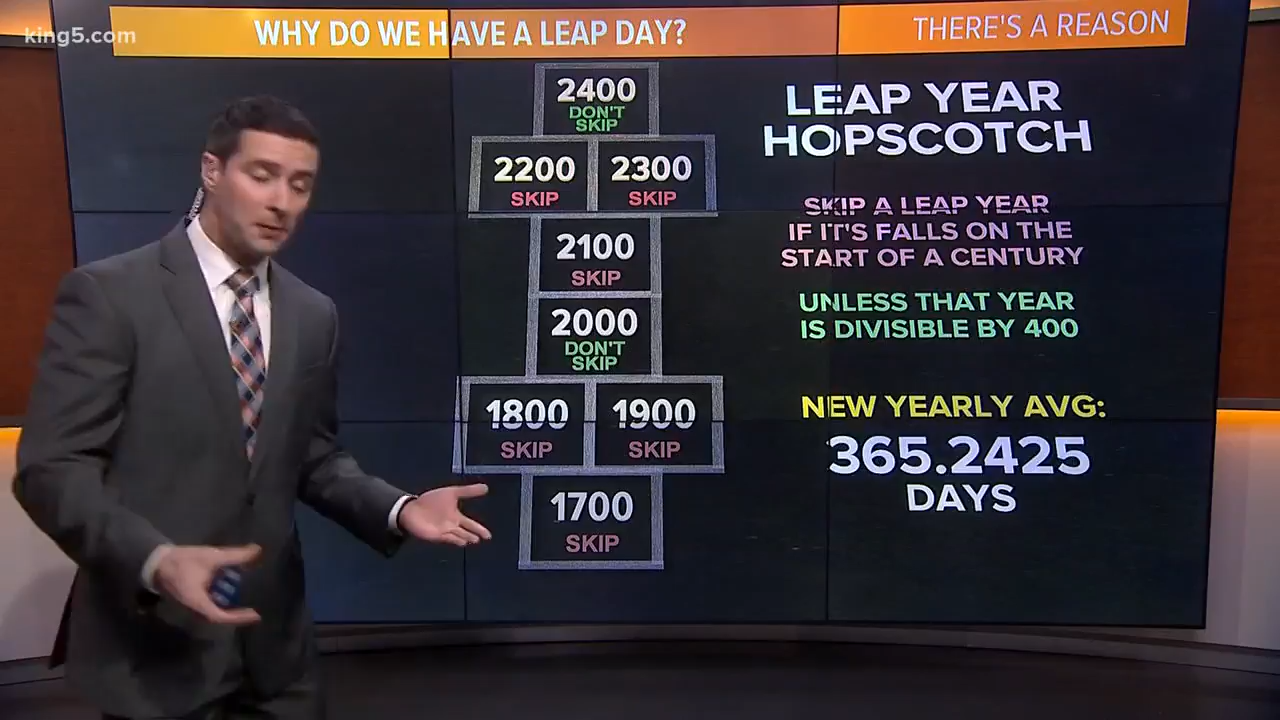 king5.com
WHY DO WE HAVE A LEAP DAY?
THERE'S A REASON
2400
DON'T
SKIP
2200
SKIP
2300
SKIP
2100
SKIP
2000
DON'T
SKIP
1800
SKIP
1900
SKIP
1700
SKIP
LEAP YEAR
HOPSCOTCH
SKIP A LEAP YEAR
IF IT'S FALLS ON THE
START OF A CENTURY
UNLESS THAT YEAR
IS DIVISIBLE BY 400
NEW YEARLY AVG:
365.2425
DAYS